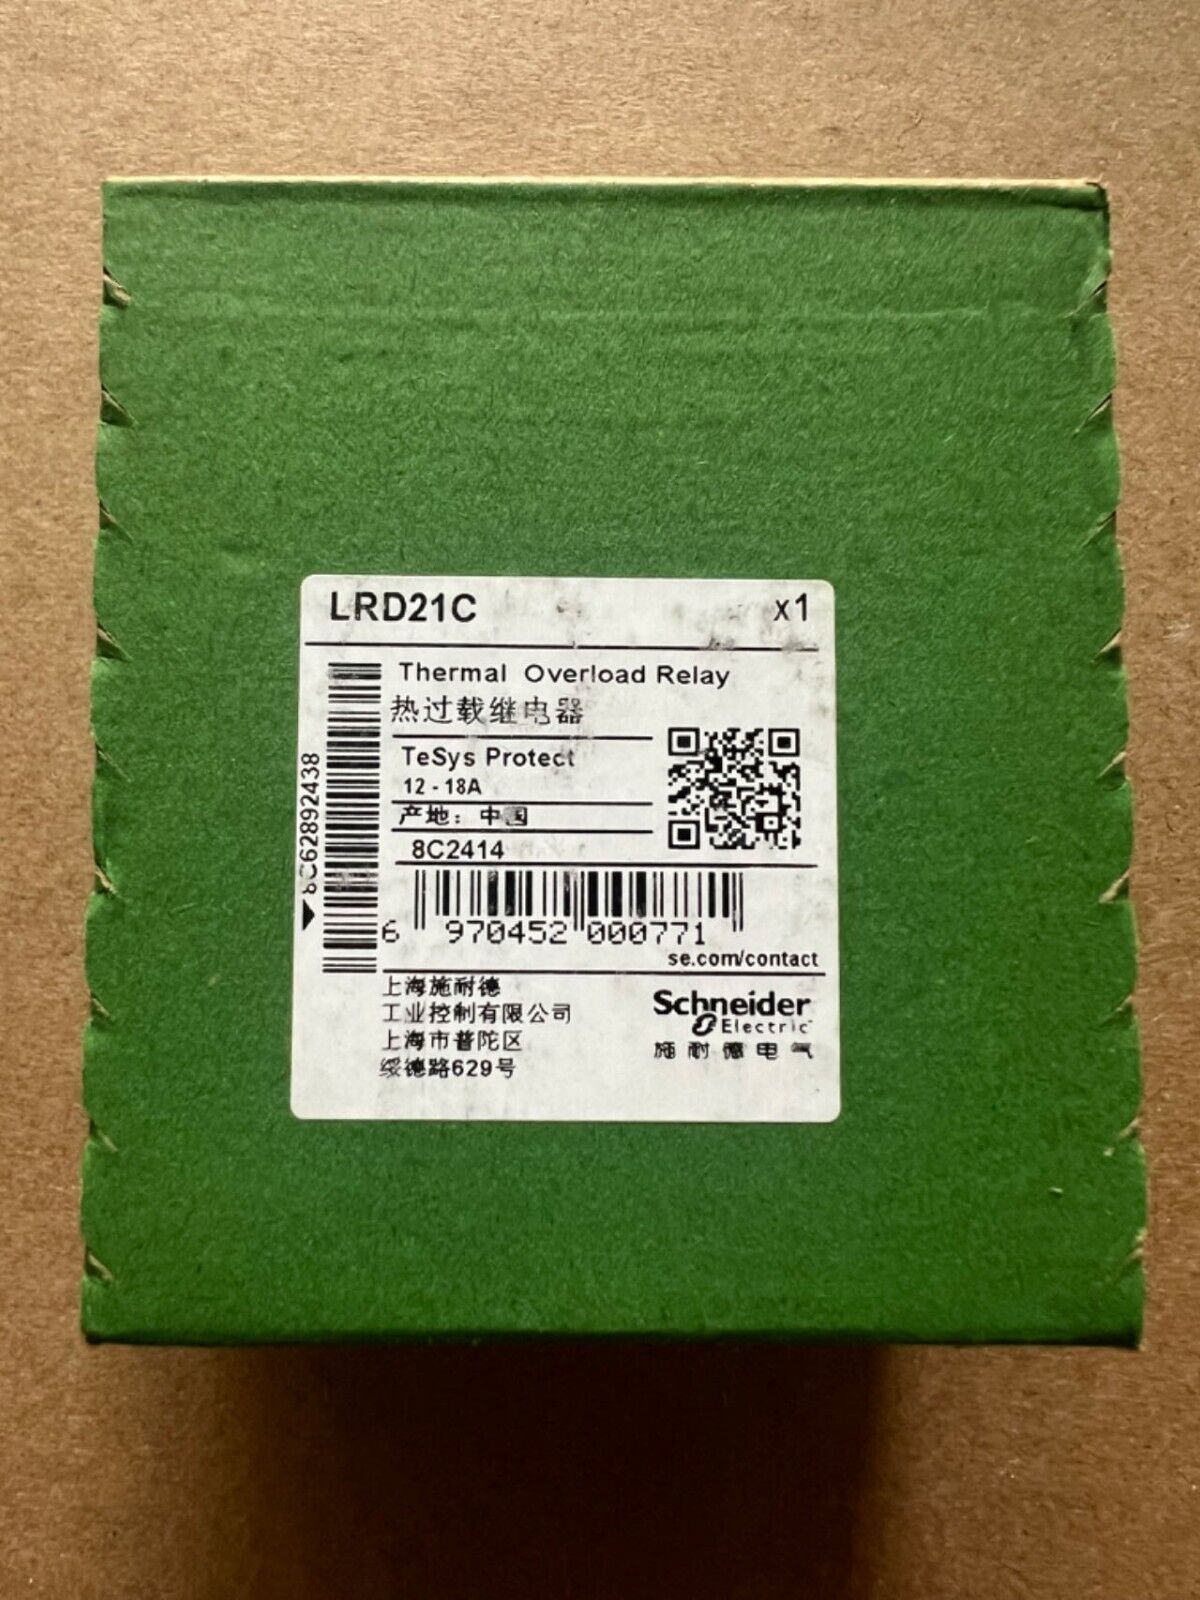 LRD21C x1
Thermal Overload Relay
热过载继电器
TeSys Protect
12 - 18A
产地：中国
8C2414
8C62892438
6 970452 000771
se.com/contact
上海施耐德
工业控制有限公司
上海市普陀区
绥德路629号
Schneider
Electric
施耐德电气